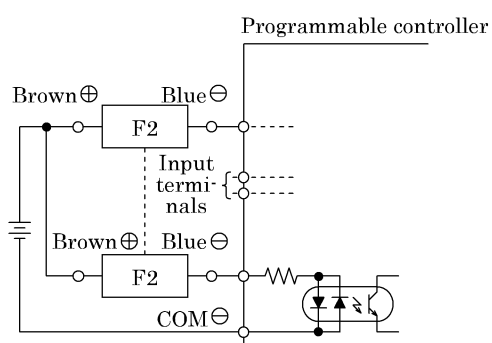 Programmable controller
Brown ⊕ Blue ⊖
F2
Input
termi-
nals
Brown ⊕ Blue ⊖
F2
COM ⊖